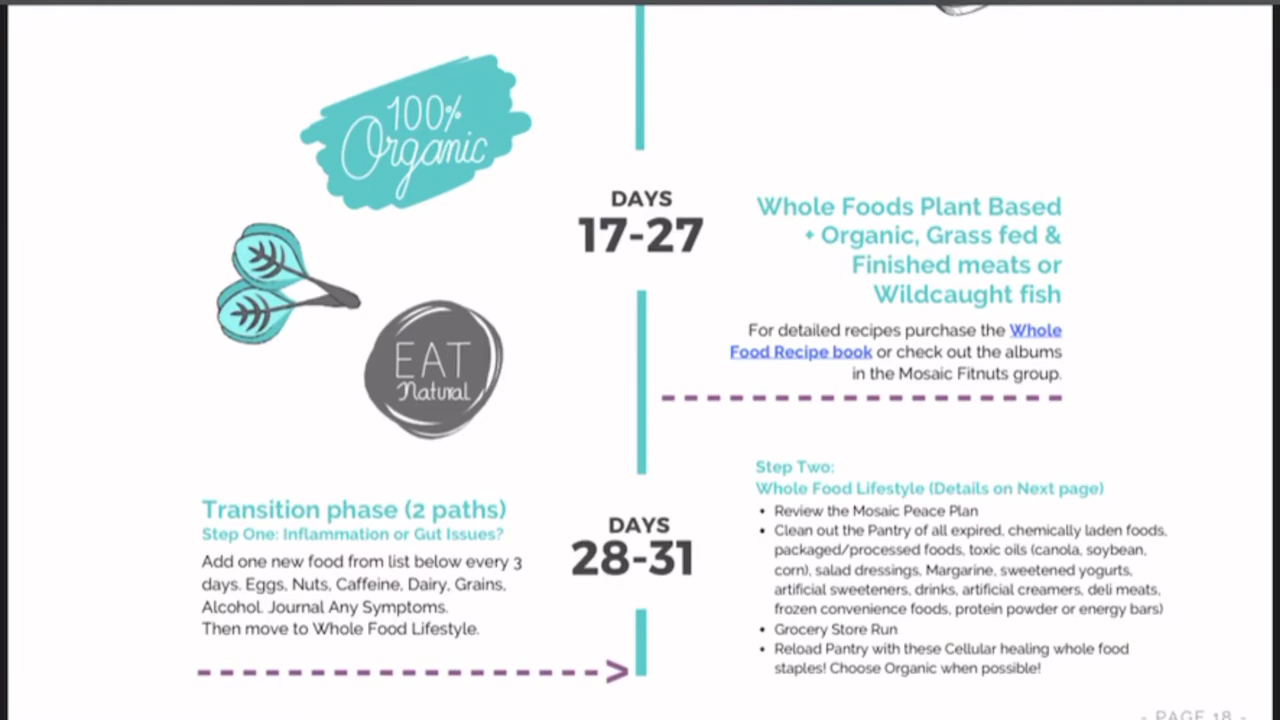 100%
Organic
DAYS
17-27
Whole Foods Plant Based
+ Organic, Grass fed &
Finished meats or
Wildcaught fish
For detailed recipes purchase the Whole
Food Recipe book or check out the albums
in the Mosaic Fitnuts group.
EAT
Natural
Transition phase (2 paths)
Step One: Inflammation or Gut Issues?
Add one new food from list below every 3
days. Eggs, Nuts, Caffeine, Dairy, Grains,
Alcohol. Journal Any Symptoms.
Then move to Whole Food Lifestyle.
DAYS
28-31
Step Two:
Whole Food Lifestyle (Details on Next page)
• Review the Mosaic Peace Plan
• Clean out the Pantry of all expired, chemically laden foods,
packaged/processed foods, toxic oils (canola, soybean,
corn), salad dressings, Margarine, sweetened yogurts,
artificial sweeteners, drinks, artificial creamers, deli meats,
frozen convenience foods, protein powder or energy bars)
• Grocery Store Run
• Reload Pantry with these Cellular healing whole food
staples! Choose Organic when possible!
- PAGE 18 -